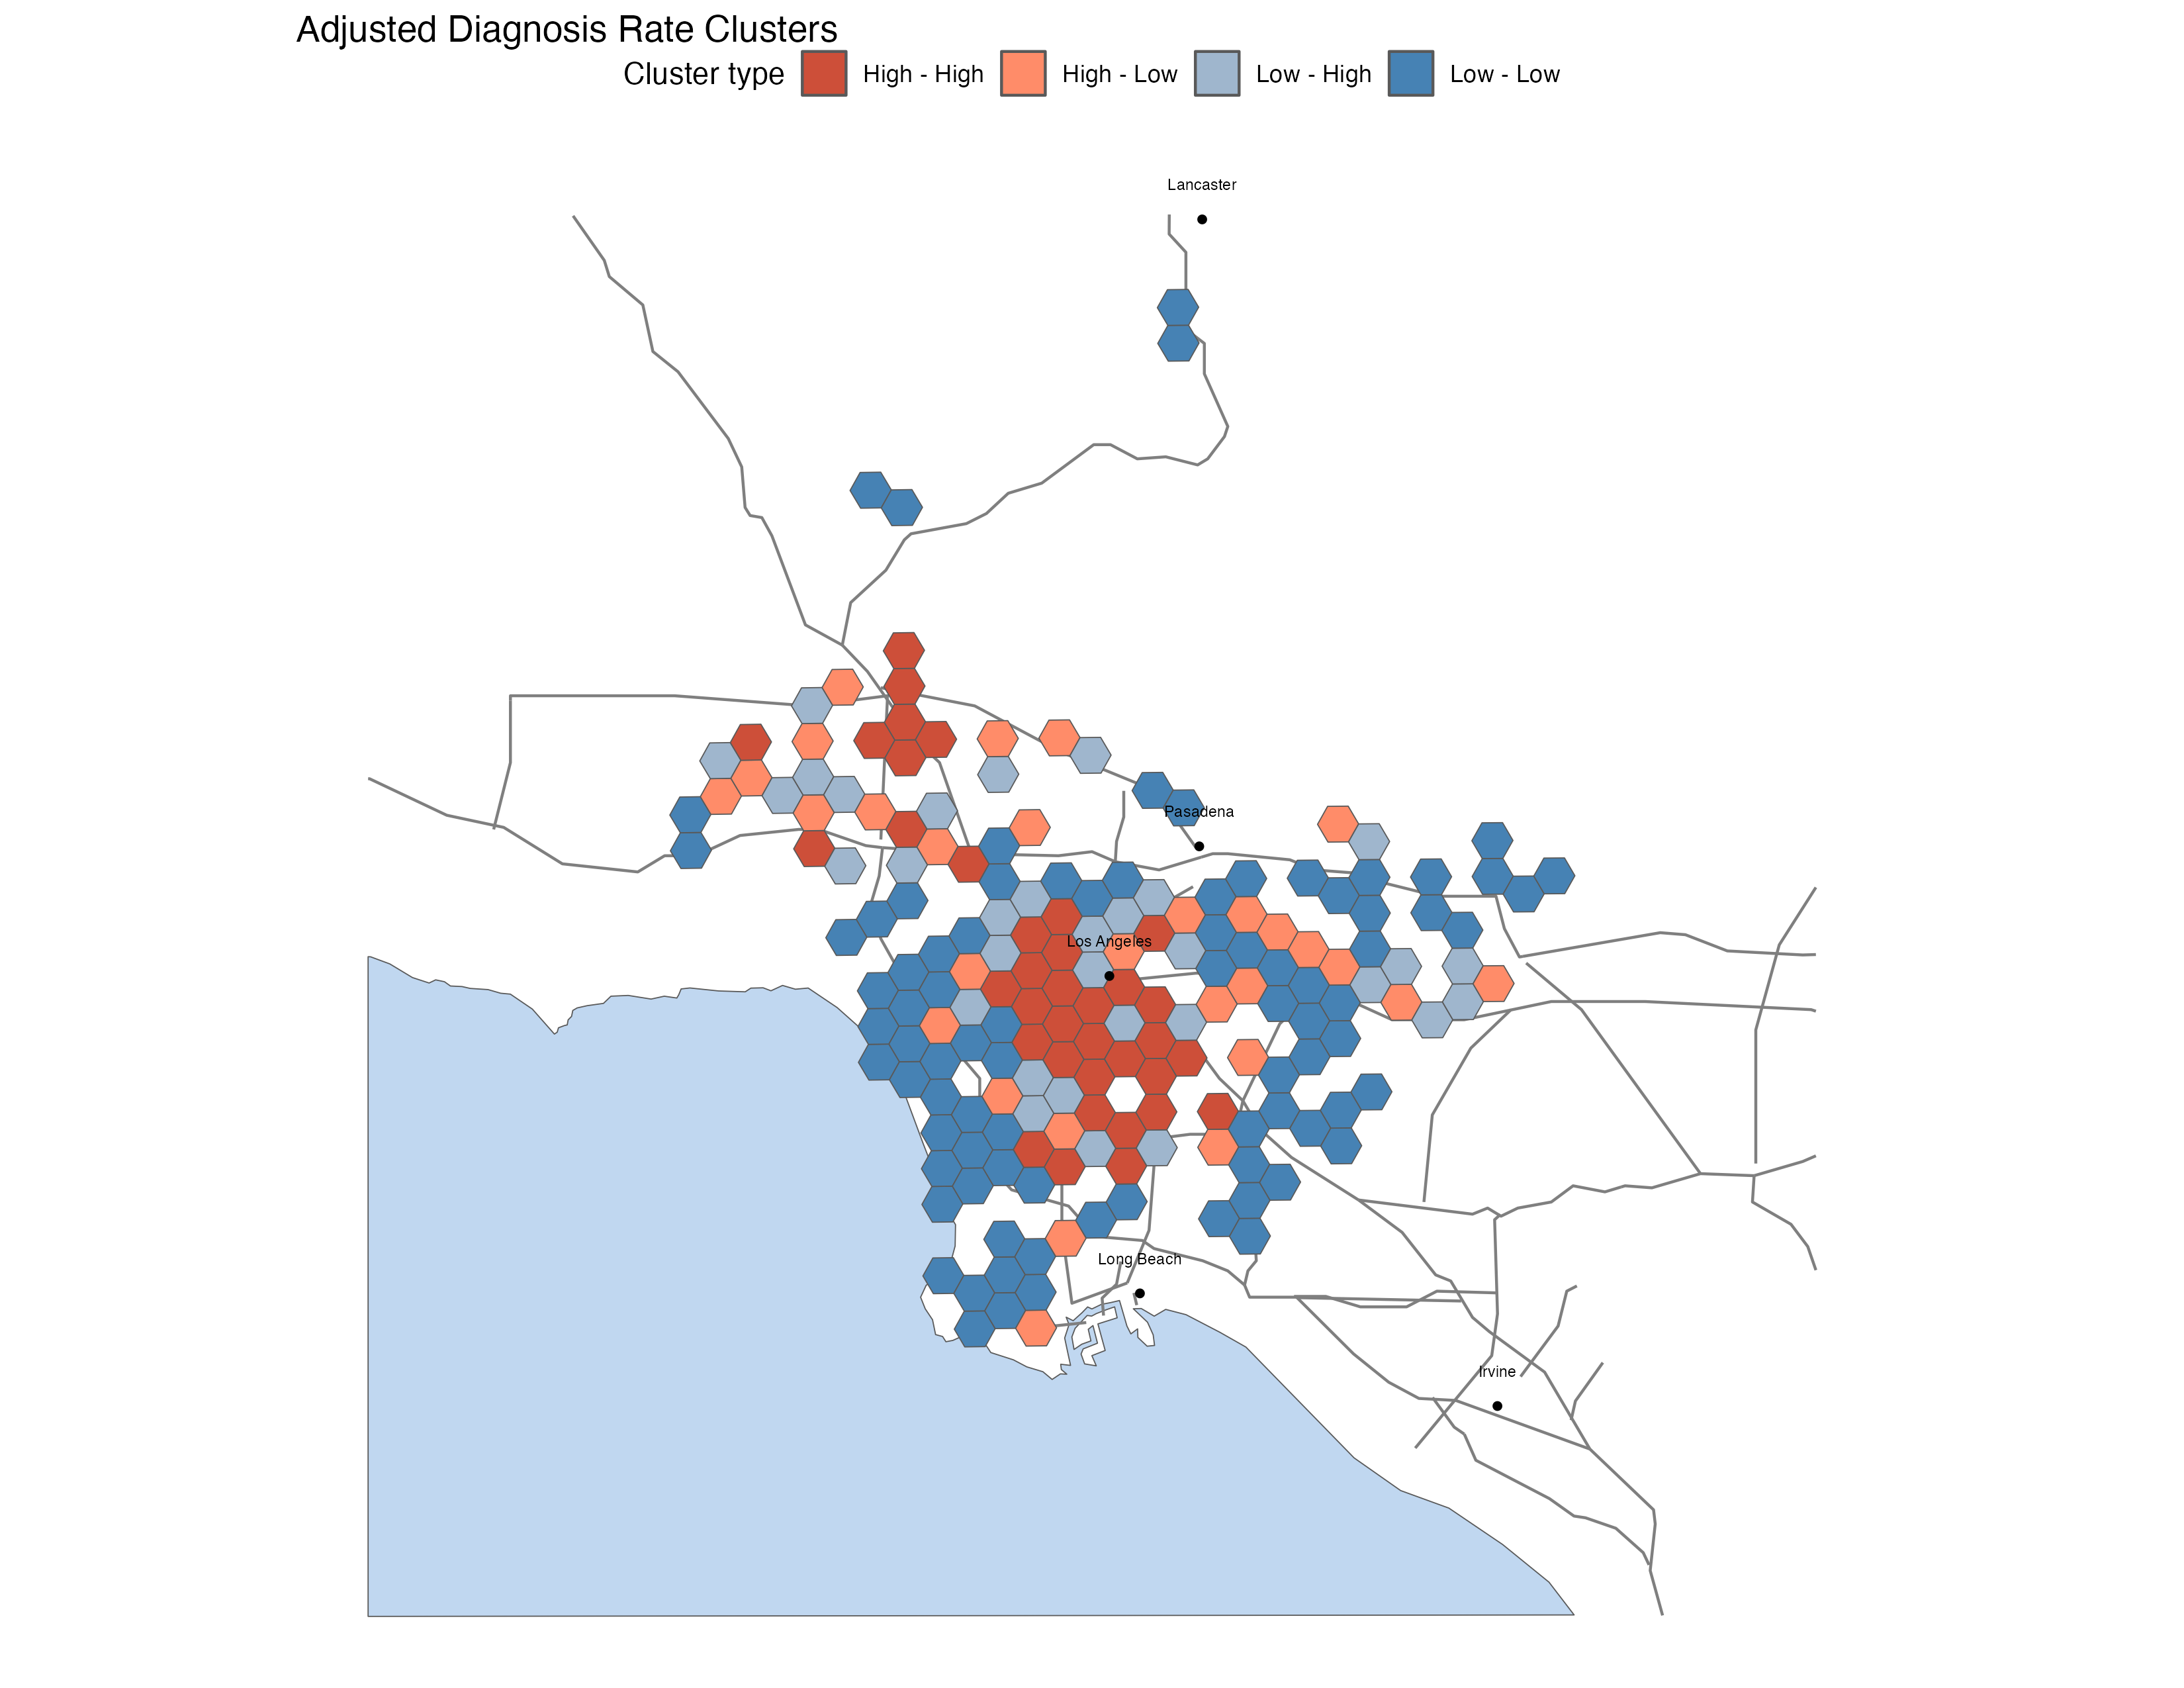 Adjusted Diagnosis Rate Clusters
Cluster type High - High High - Low Low - High Low - Low
Lancaster
Pasadena
Los Angeles
Long Beach
Irvine